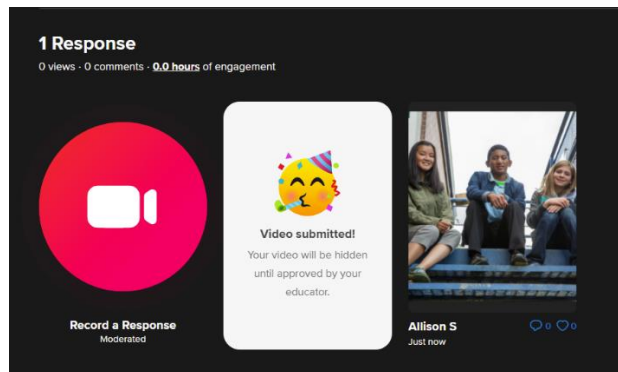 1 Response
0 views · 0 comments · 0.0 hours of engagement
Video submitted!
Your video will be hidden
until approved by your
educator.
Record a Response
Moderated
Allison S
0 0
Just now